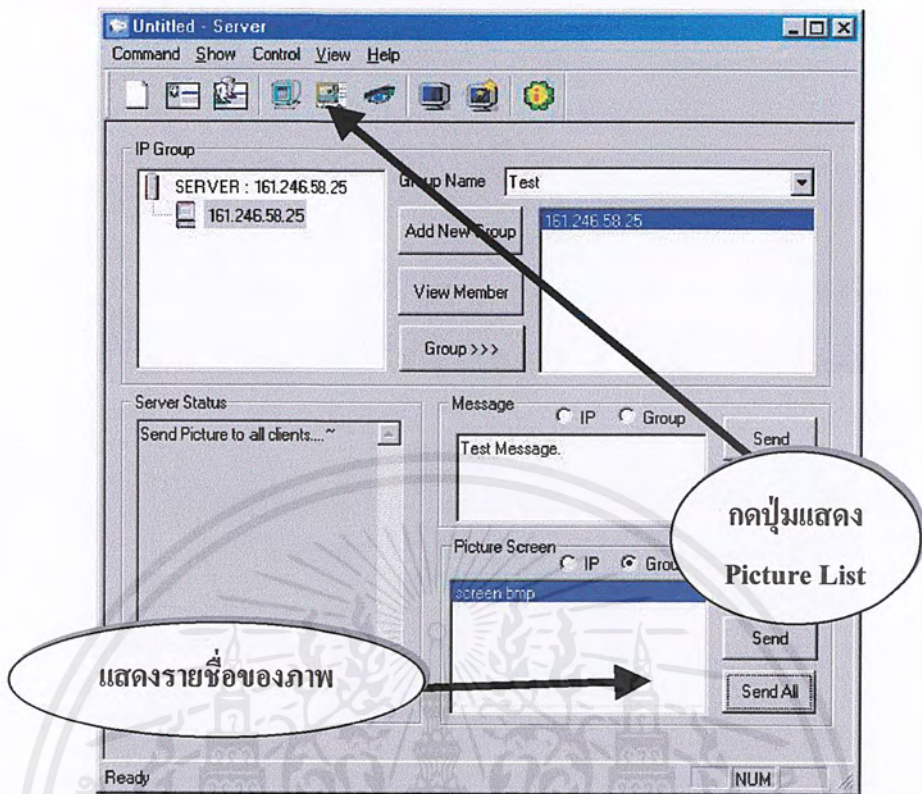 Untitled - Server
Command Show Control View Help
IP Group
SERVER : 161.246.58.25
161.246.58.25
Group Name Test
Add New Group
161.246.58.25
View Member
Group >>>
Server Status
Send Picture to all clients....~
Message
IP Group
Test Message.
Send
กดปุ่มแสดง
Picture List
Picture Screen
IP
screen.bmp
Send
แสดงรายชื่อของภาพ
Send All
Ready
NUM